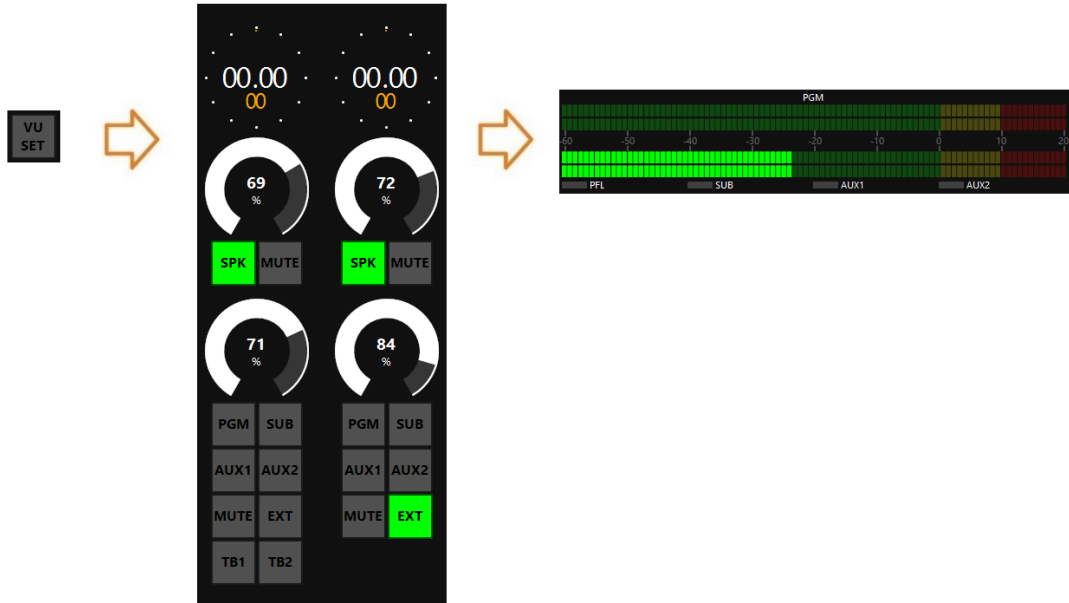 VU
SET
00.00 00.00
00 00
69 72
% %
SPK MUTE SPK MUTE
71 84
% %
PGM SUB PGM SUB
AUX1 AUX2 AUX1 AUX2
MUTE EXT MUTE EXT
TB1 TB2
PGM
-60 -50 -40 -30 -20 -10 0 10 20
PFL SUB AUX1 AUX2